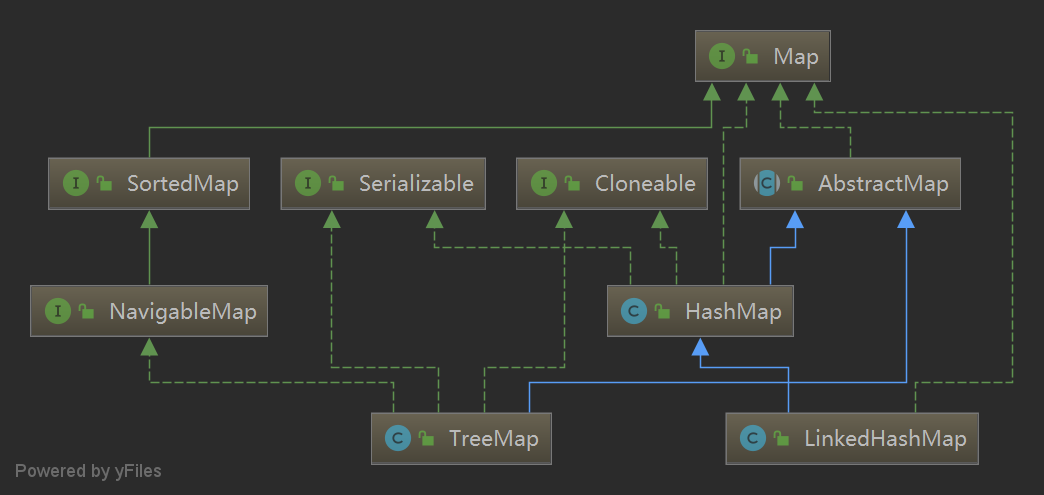 I Map
I SortedMap
I Serializable
I Cloneable
C AbstractMap
I NavigableMap
C HashMap
C TreeMap
C LinkedHashMap
Powered by yFiles